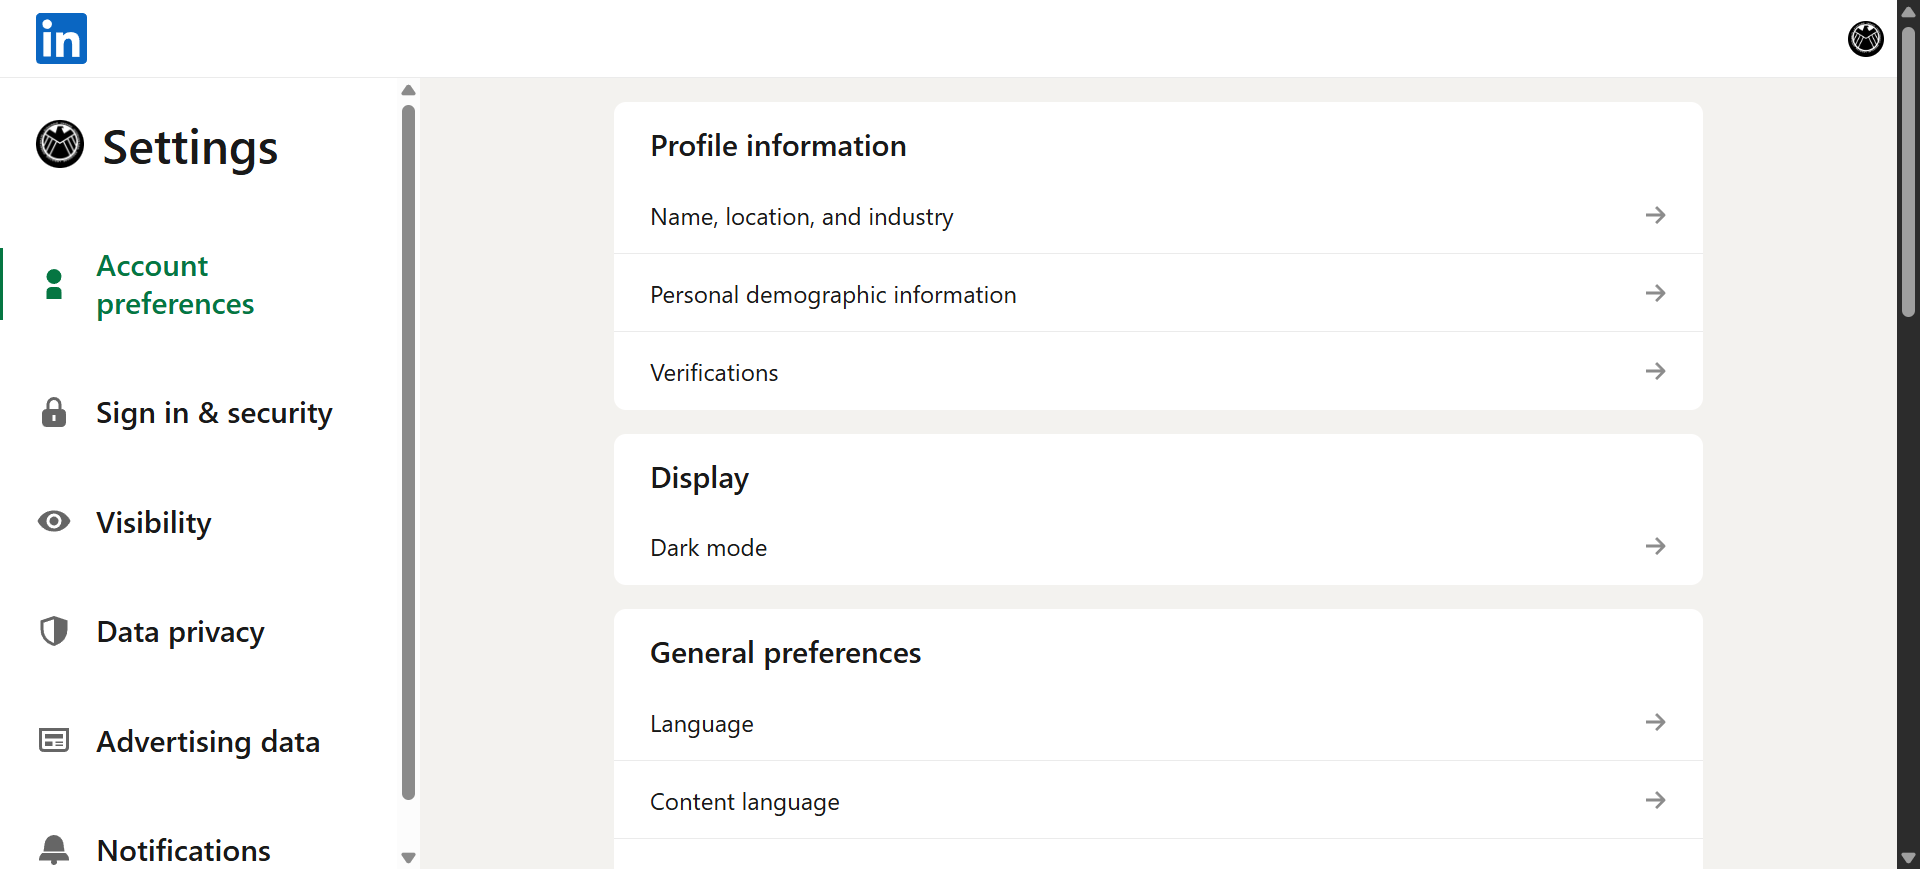 in
Settings
Account
preferences
Sign in & security
Visibility
Data privacy
Advertising data
Notifications
Profile information
Name, location, and industry
Personal demographic information
Verifications
Display
Dark mode
General preferences
Language
Content language